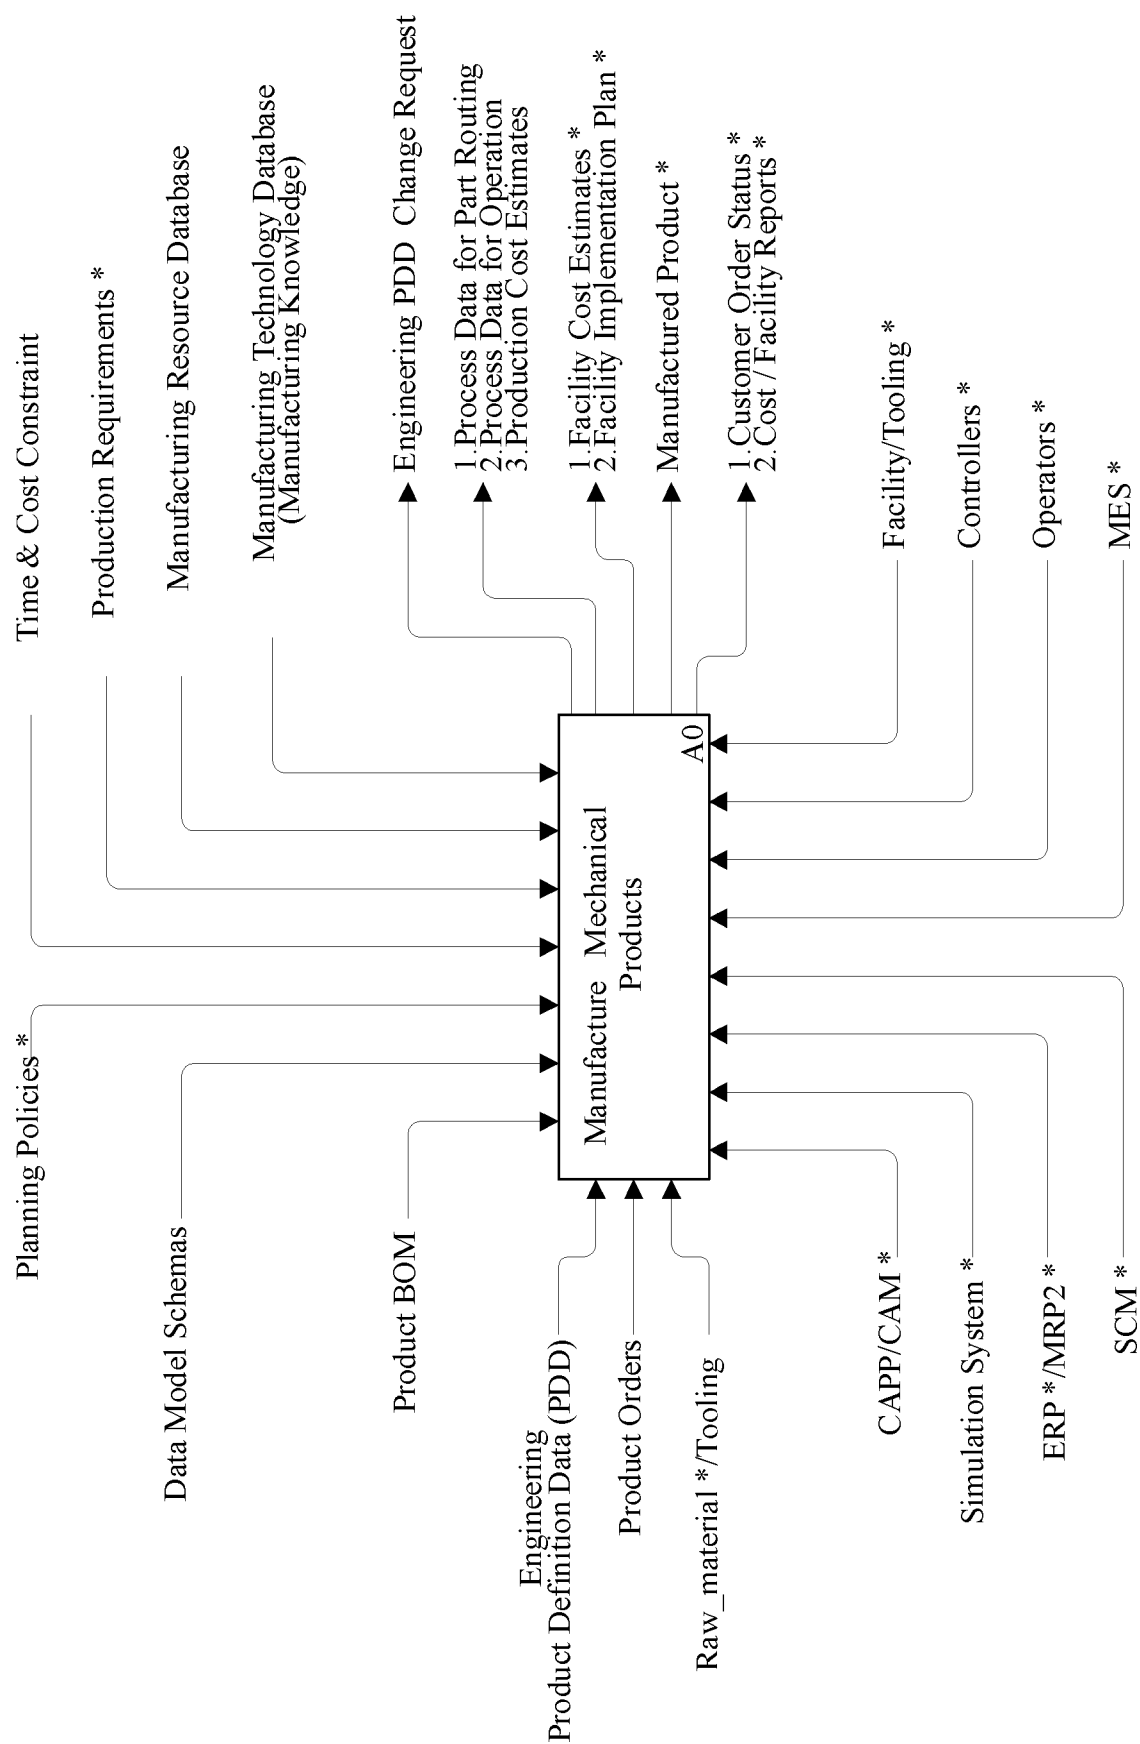 Planning Policies *
Time & Cost Constraint
Production Requirements *
Data Model Schemas
Manufacturing Resource Database
Manufacturing Technology Database
(Manufacturing Knowledge)
Product BOM
Engineering PDD Change Request
1.Process Data for Part Routing
2.Process Data for Operation
3.Production Cost Estimates
Engineering
Product Definition Data (PDD)
Product Orders
Raw_material */Tooling
Manufacture Mechanical
Products
A0
1.Facility Cost Estimates *
2.Facility Implementation Plan *
Manufactured Product *
1.Customer Order Status *
2.Cost / Facility Reports *
CAPP/CAM *
Facility/Tooling *
Simulation System *
Controllers *
ERP */MRP2 *
Operators *
SCM *
MES *